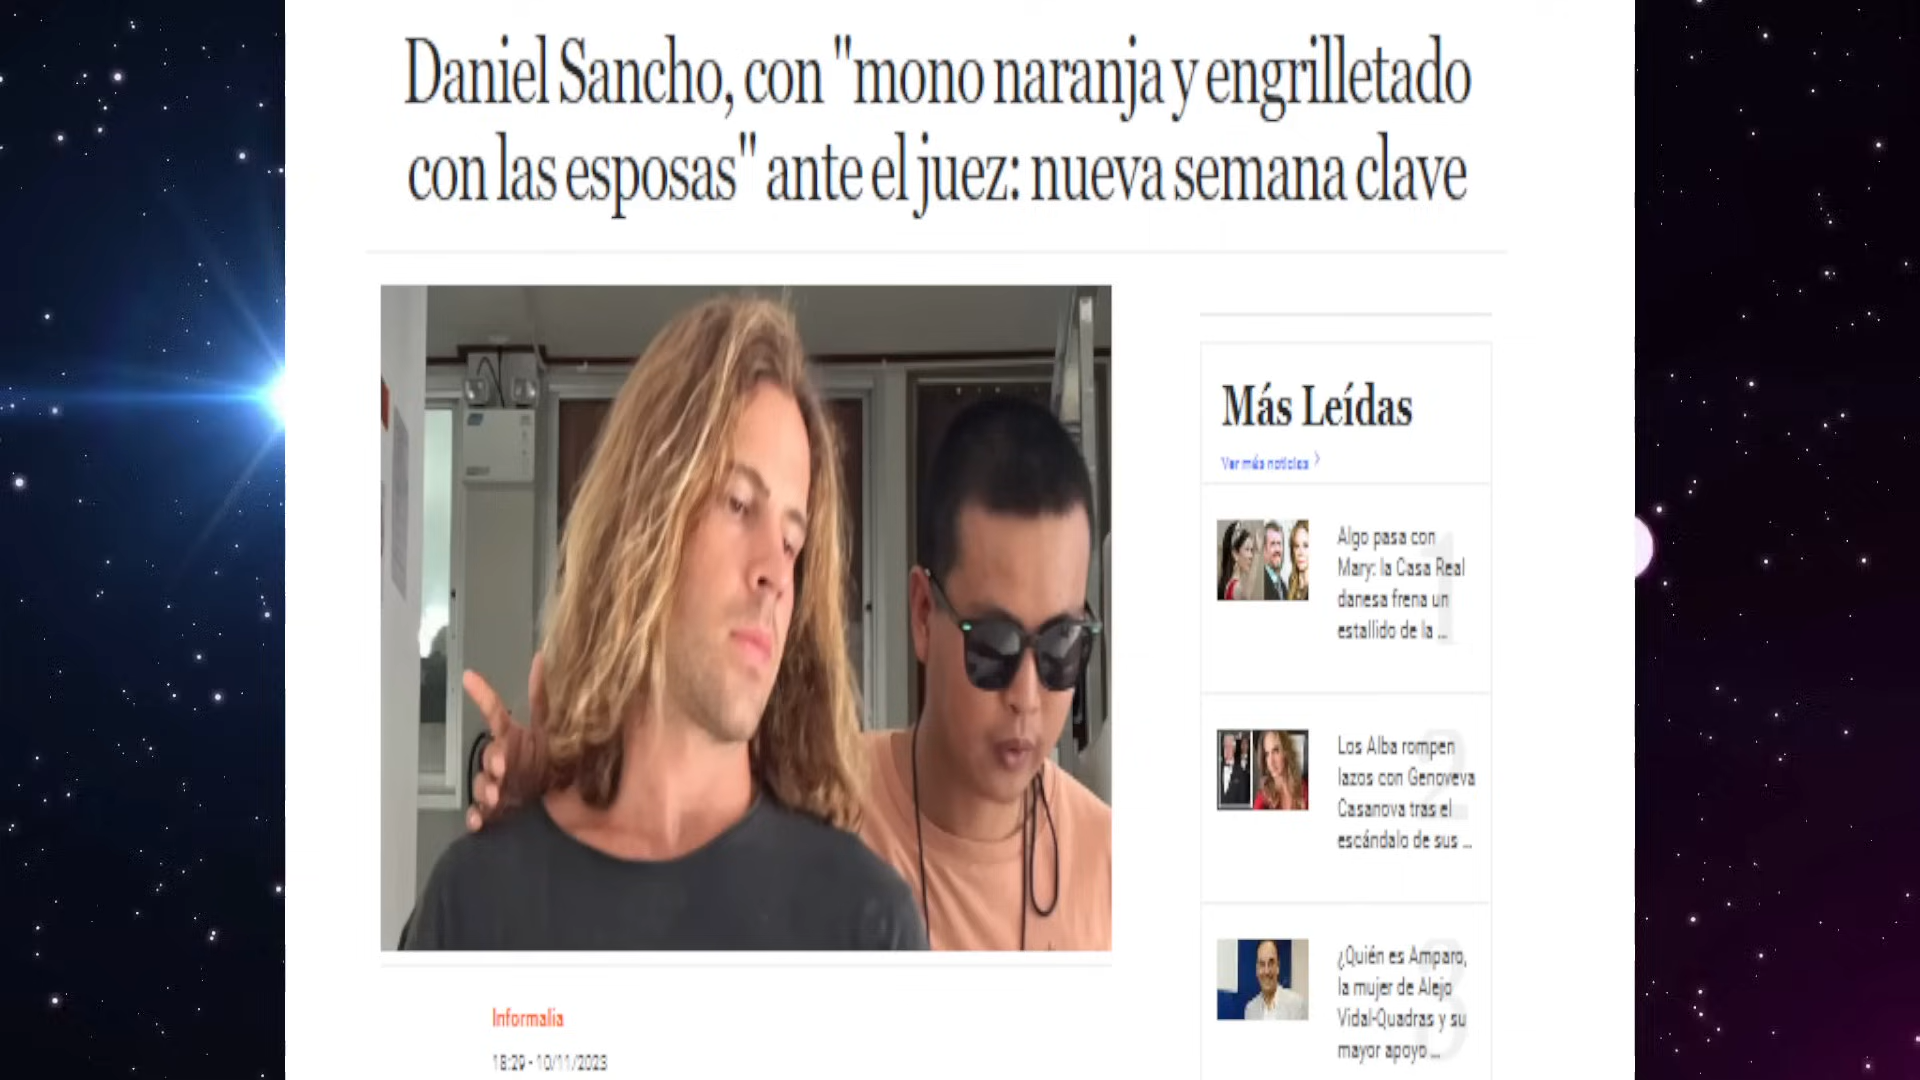 Daniel Sancho, con "mono naranja y engrilletado
con las esposas" ante el juez: nueva semana clave
Más Leídas
Ver más noticias >
1
Algo pasa con
Mary: la Casa Real
danesa frena un
estallido de la ...
2
Los Alba rompen
lazos con Genoveva
Casanova tras el
escándalo de sus ...
3
¿Quién es Amparo,
la mujer de Alejo
Vidal-Quadras y su
mayor apoyo ...
Informalia
18:29 - 10/11/2023